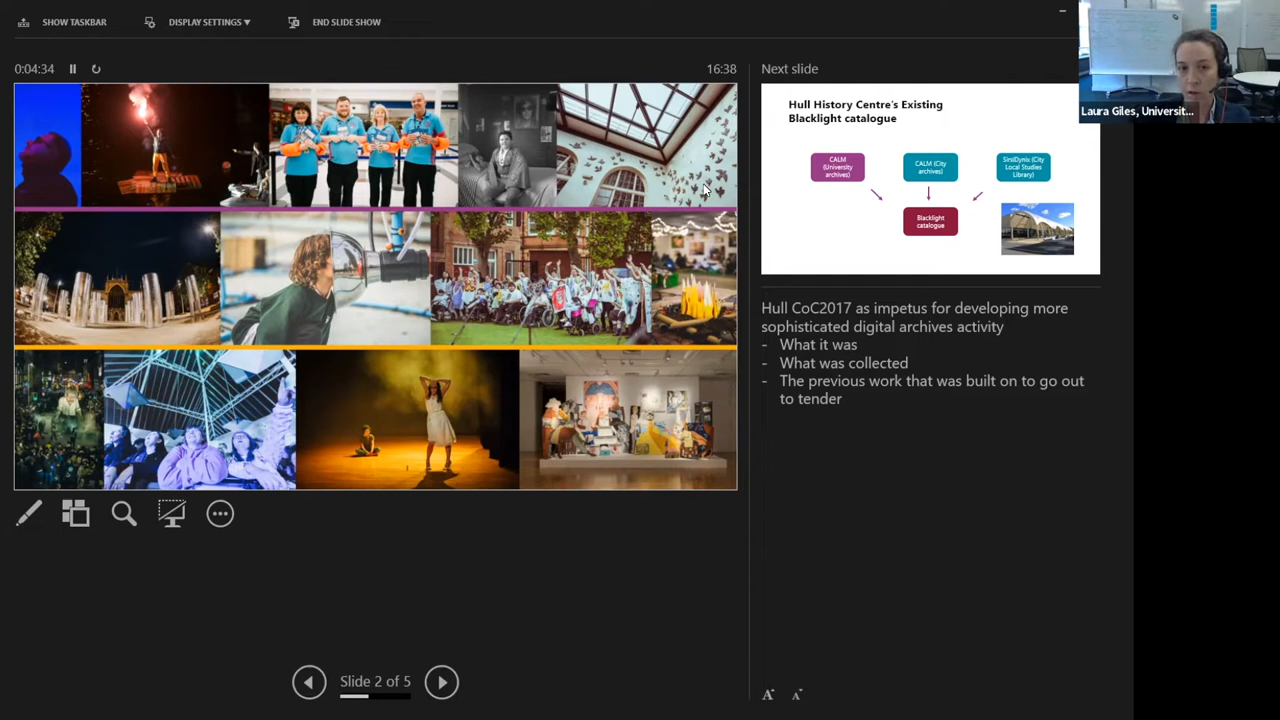 SHOW TASKBAR
DISPLAY SETTINGS ▾
END SLIDE SHOW
0:04:34
16:38
Next slide
Hull History Centre's Existing
Blacklight catalogue
CALM
(University
archives)
CALM (City
archives)
SirsiDynix (City
Local Studies
Library)
Blacklight
catalogue
Hull CoC2017 as impetus for developing more
sophisticated digital archives activity
- What it was
- What was collected
- The previous work that was built on to go out
to tender
Slide 2 of 5
A A
Laura Giles, Universit...